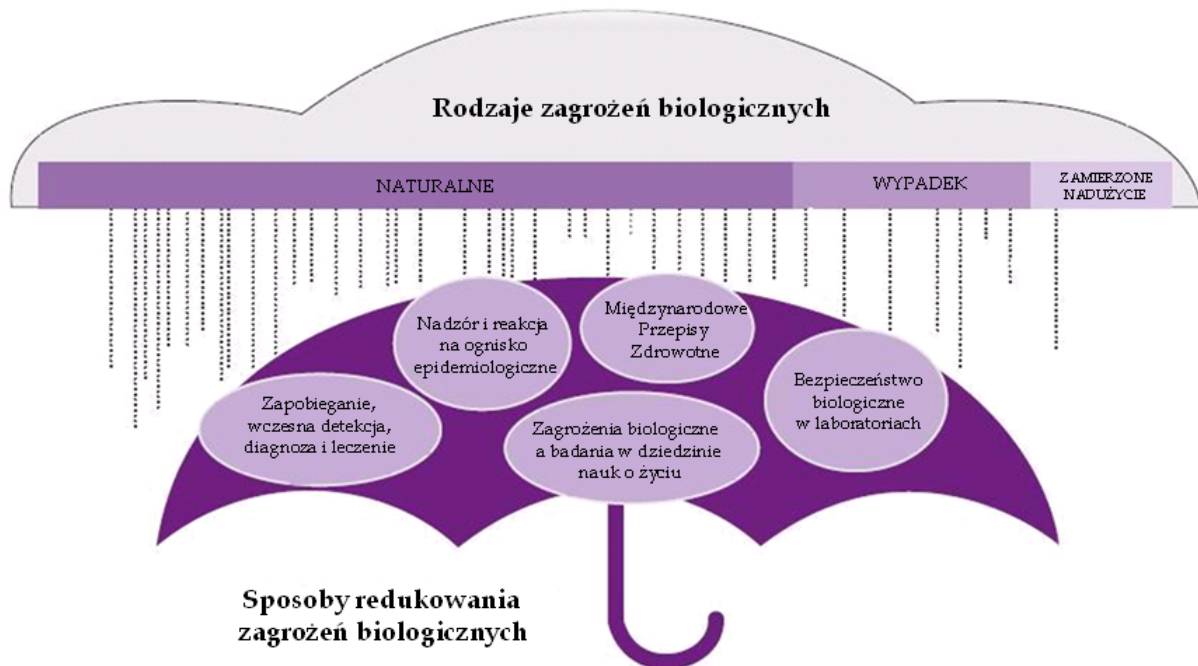 Rodzaje zagrożeń biologicznych
NATURALNE
WYPADEK
ZAMIERZONE
NADUŻYCIE
Nadzór i reakcja
na ognisko
epidemiologiczne
Międzynarodowe
Przepisy
Zdrowotne
Bezpieczeństwo
biologiczne
w laboratoriach
Zapobieganie,
wczesna detekcja,
diagnoza i leczenie
Zagrożenia biologiczne
a badania w dziedzinie
nauk o życiu
Sposoby redukowania
zagrożeń biologicznych